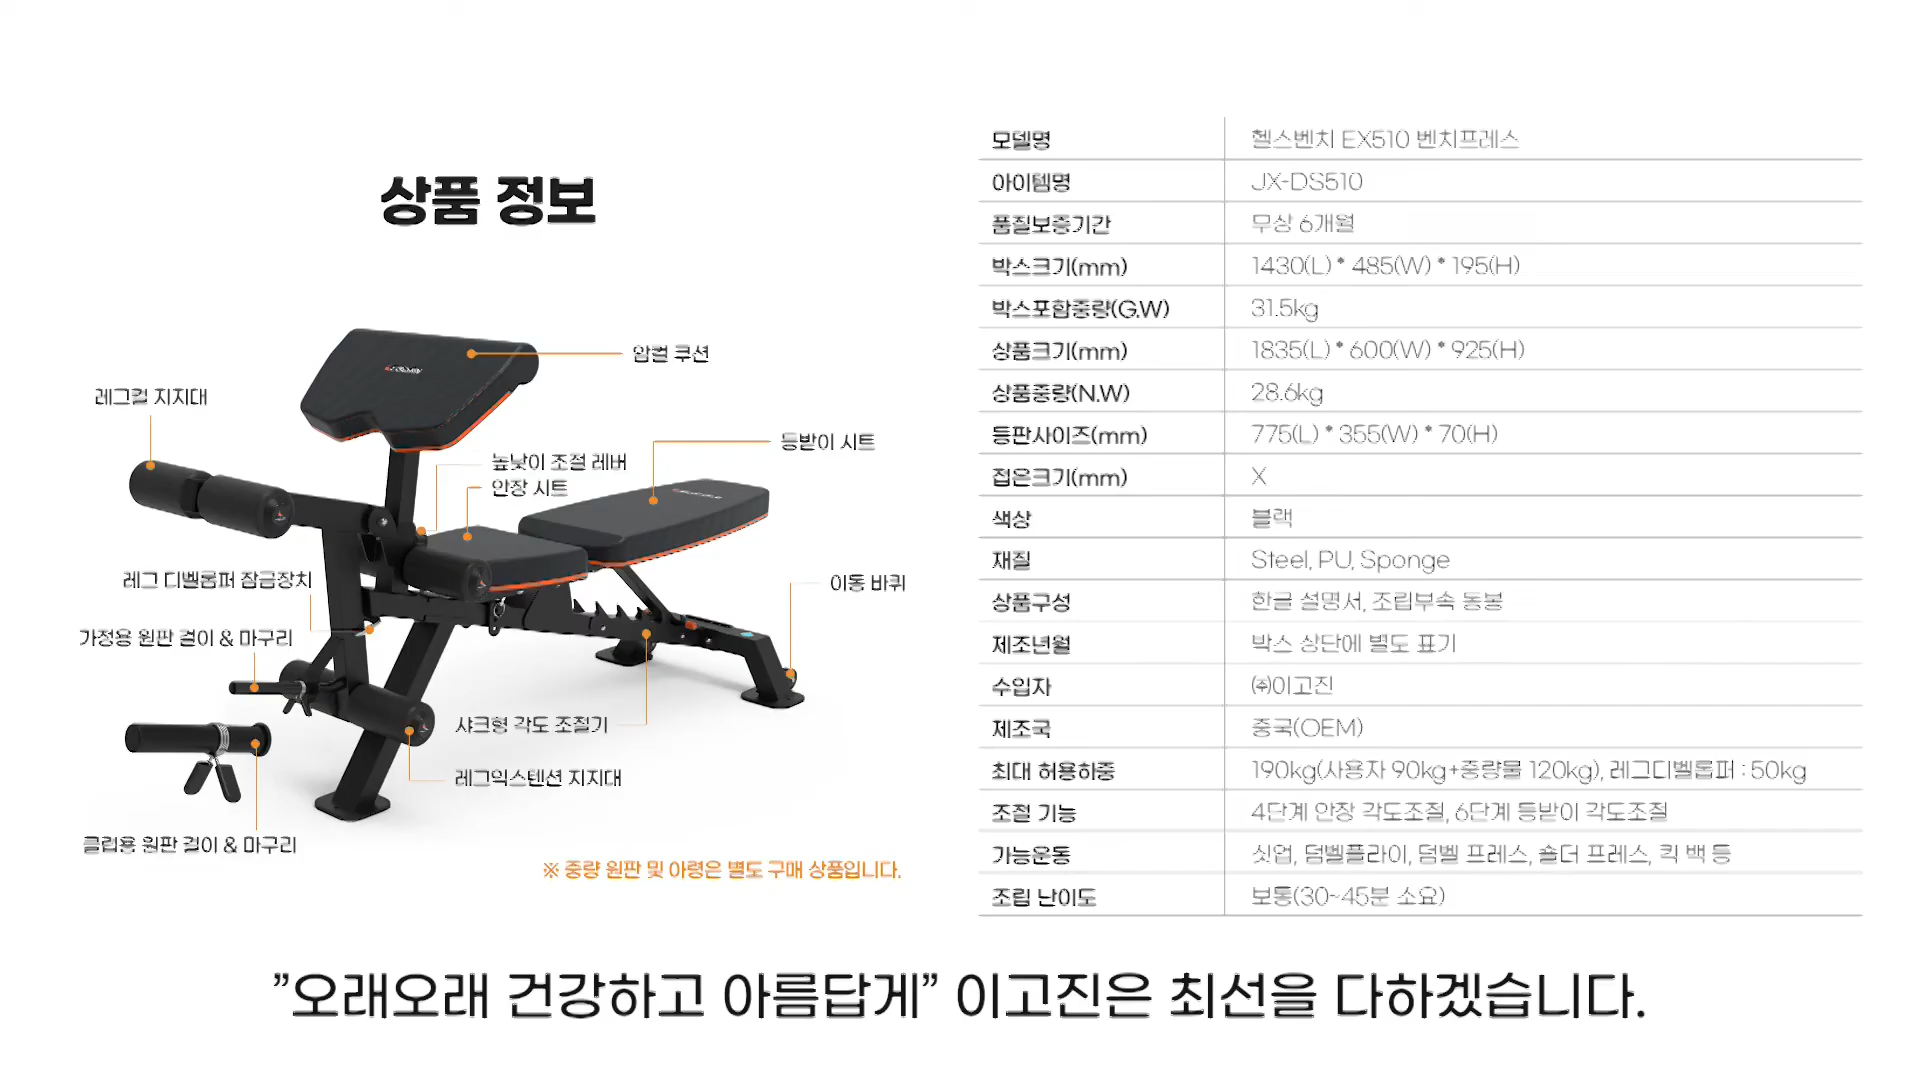 상품 정보
암컬 쿠션
레그컬 지지대
등받이 시트
높낮이 조절 레버
안장 시트
레그 디벨롭퍼 잠금장치
이동 바퀴
가정용 원판 걸이 & 마구리
샤크형 각도 조절기
레그익스텐션 지지대
클럽용 원판 걸이 & 마구리
※ 중량 원판 및 아령은 별도 구매 상품입니다.
모델명 헬스벤치 EX510 벤치프레스
아이템명 JX-DS510
품질보증기간 무상 6개월
박스크기(mm) 1430(L) * 485(W) * 195(H)
박스포함중량(G.W) 31.5kg
상품크기(mm) 1835(L) * 600(W) * 925(H)
상품중량(N.W) 28.6kg
등판사이즈(mm) 775(L) * 355(W) * 70(H)
접은크기(mm) X
색상 블랙
재질 Steel, PU, Sponge
상품구성 한글 설명서, 조립부속 동봉
제조년월 박스 상단에 별도 표기
수입자 ㈜이고진
제조국 중국(OEM)
최대 허용하중 190kg(사용자 90kg+중량물 120kg), 레그디벨롭퍼 : 50kg
조절 기능 4단계 안장 각도조절, 6단계 등받이 각도조절
가능운동 싯업, 덤벨플라이, 덤벨 프레스, 숄더 프레스, 킥 백 등
조립 난이도 보통(30~45분 소요)
”오래오래 건강하고 아름답게” 이고진은 최선을 다하겠습니다.